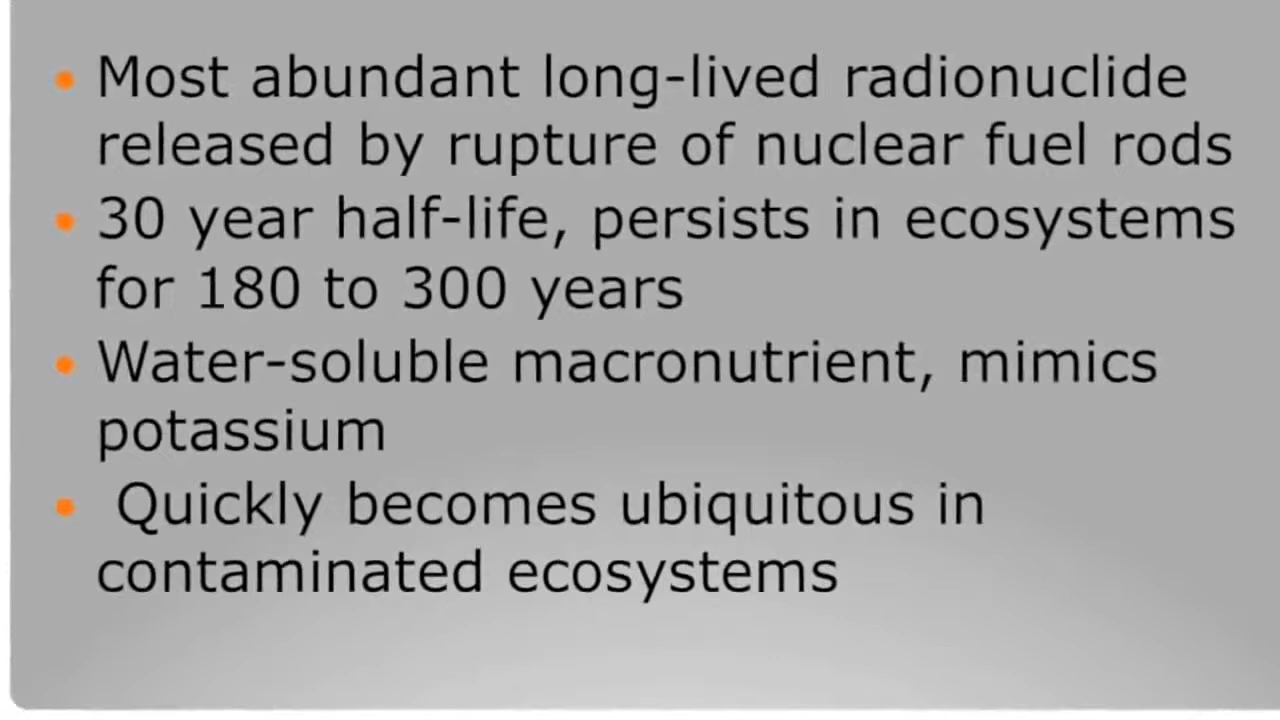 • Most abundant long-lived radionuclide
released by rupture of nuclear fuel rods
• 30 year half-life, persists in ecosystems
for 180 to 300 years
• Water-soluble macronutrient, mimics
potassium
• Quickly becomes ubiquitous in
contaminated ecosystems